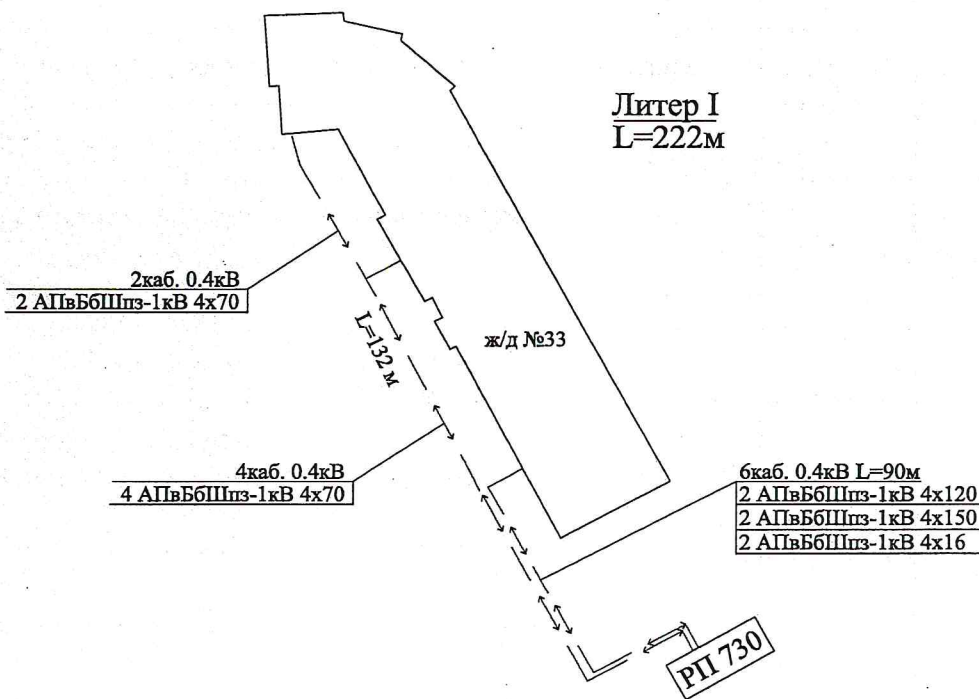 Литер I
L=222м
2каб. 0.4кВ
2 АПвБбШпз-1кВ 4х70
L=132 м
ж/д №33
4каб. 0.4кВ
4 АПвБбШпз-1кВ 4х70
6каб. 0.4кВ L=90м
2 АПвБбШпз-1кВ 4х120
2 АПвБбШпз-1кВ 4х150
2 АПвБбШпз-1кВ 4х16
РП 730